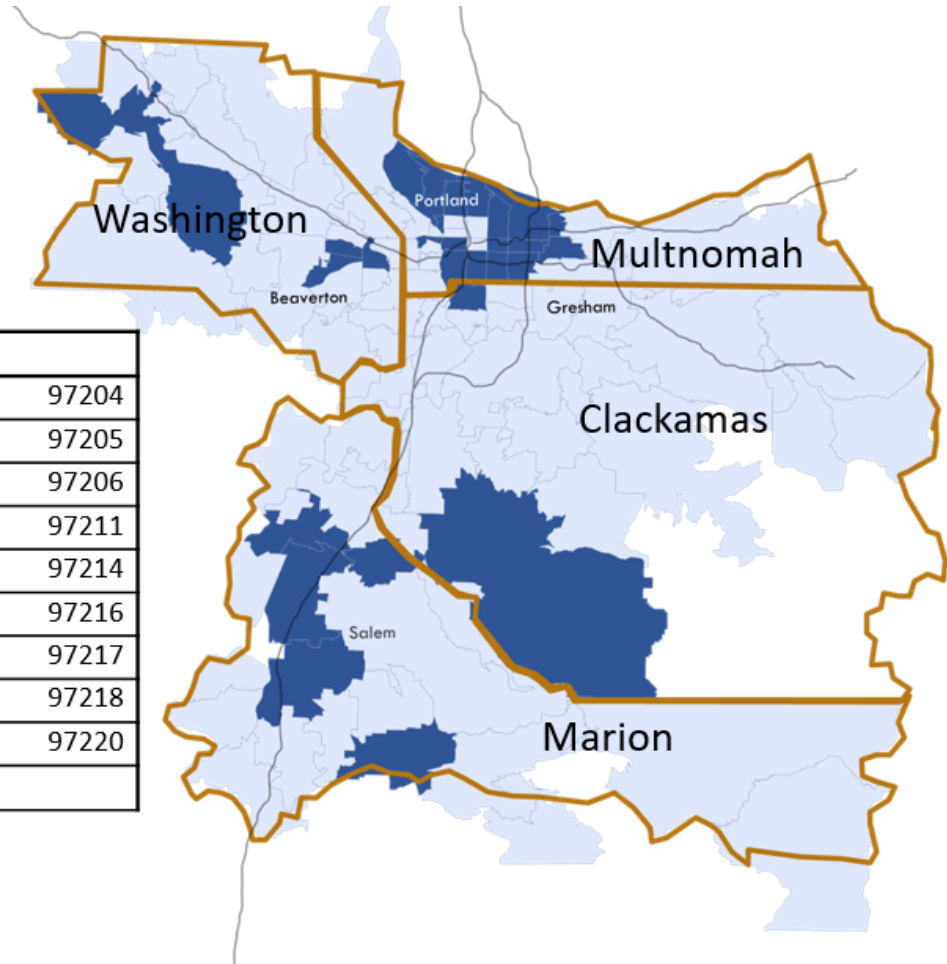 97204
97205
97206
97211
97214
97216
97217
97218
97220
Portland
Washington
Multnomah
Beaverton
Gresham
Clackamas
Salem
Marion